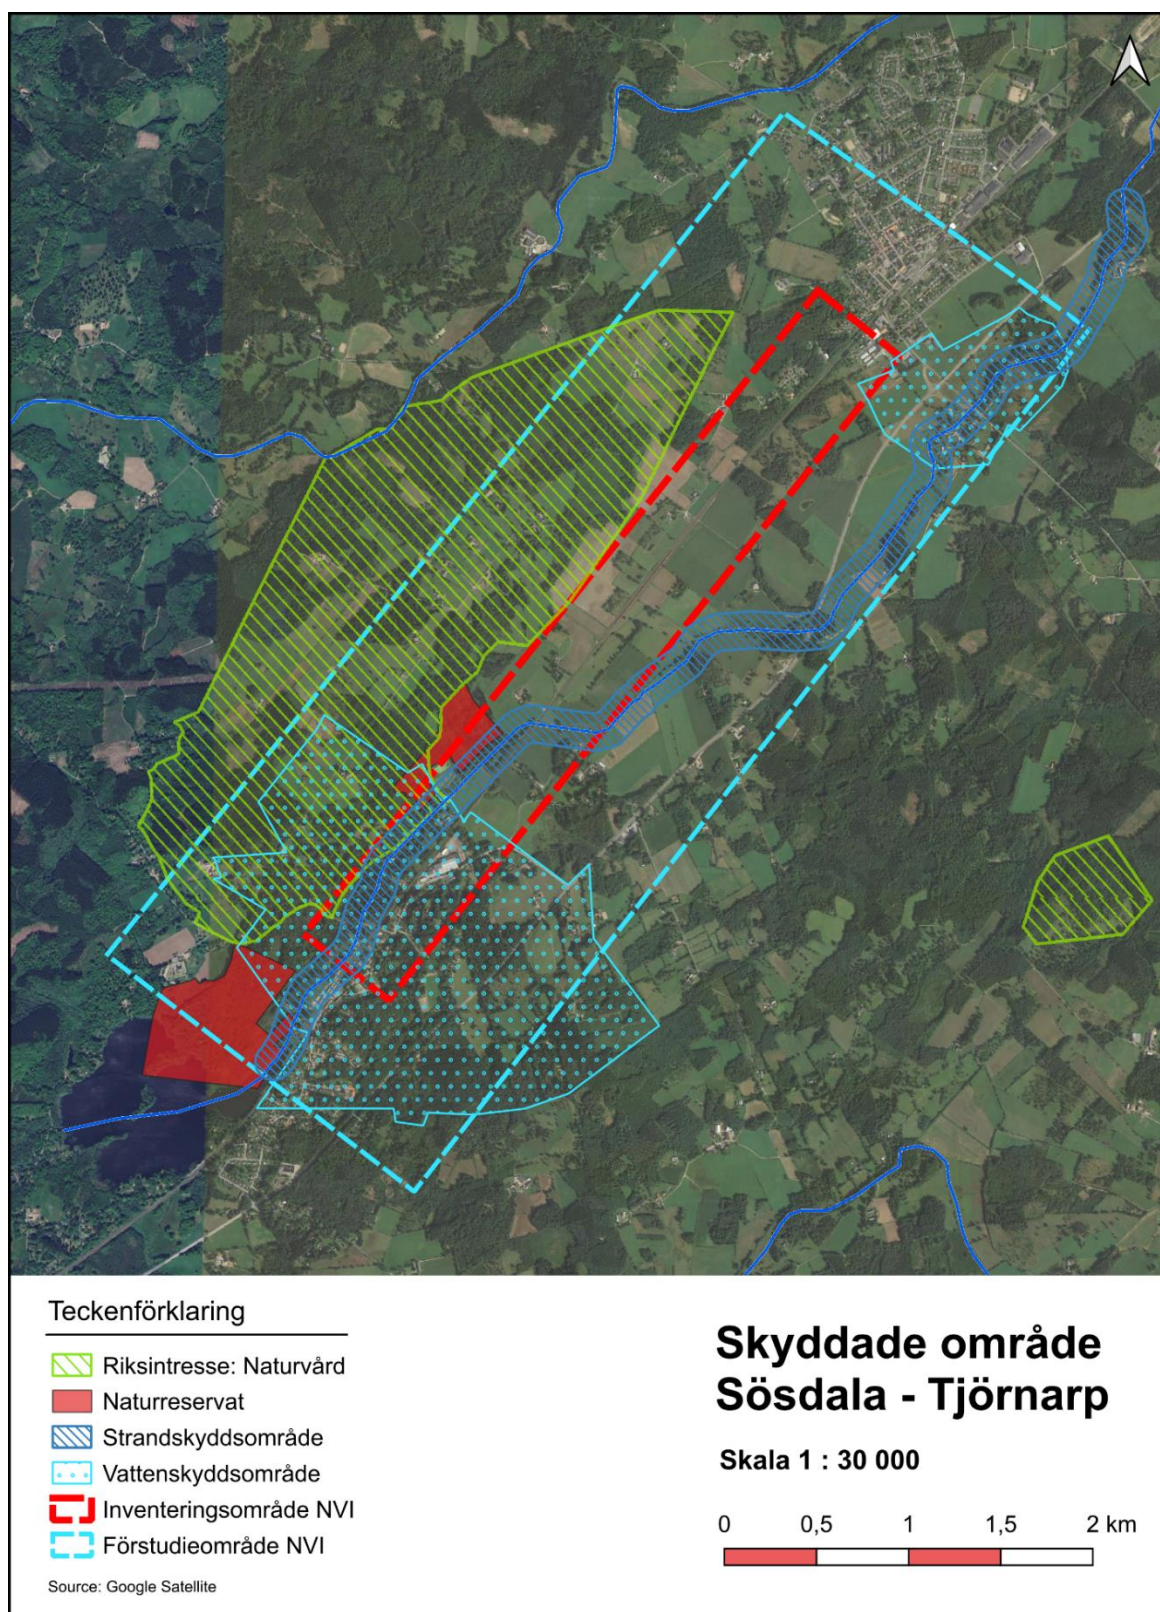 Teckenförklaring
Riksintresse: Naturvård
Naturreservat
Strandskyddsområde
Vattenskyddsområde
Inventeringsområde NVI
Förstudieområde NVI
Source: Google Satellite
Skyddade område
Sösdala - Tjörnarp
Skala 1 : 30 000
0 0,5 1 1,5 2 km